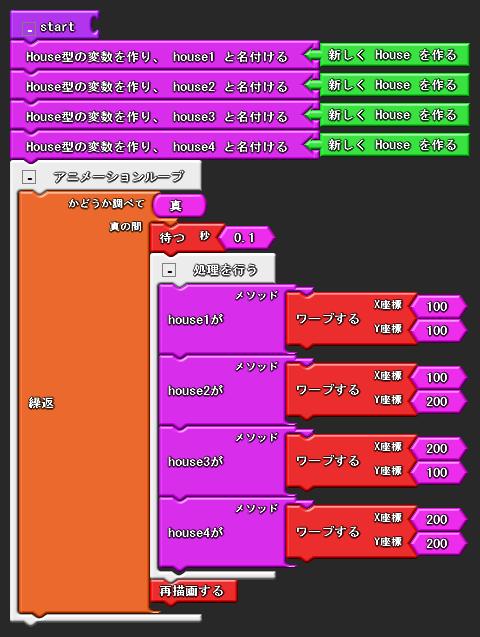 - start
House型の変数を作り、 house1 と名付ける 新しく House を作る
House型の変数を作り、 house2 と名付ける 新しく House を作る
House型の変数を作り、 house3 と名付ける 新しく House を作る
House型の変数を作り、 house4 と名付ける 新しく House を作る
- アニメーションループ
かどうか調べて 真
真の間
待つ 秒 0.1
- 処理を行う
メソッド
house1が ワープする X座標 100
Y座標 100
メソッド
house2が ワープする X座標 100
Y座標 200
繰返
メソッド
house3が ワープする X座標 200
Y座標 100
メソッド
house4が ワープする X座標 200
Y座標 200
再描画する